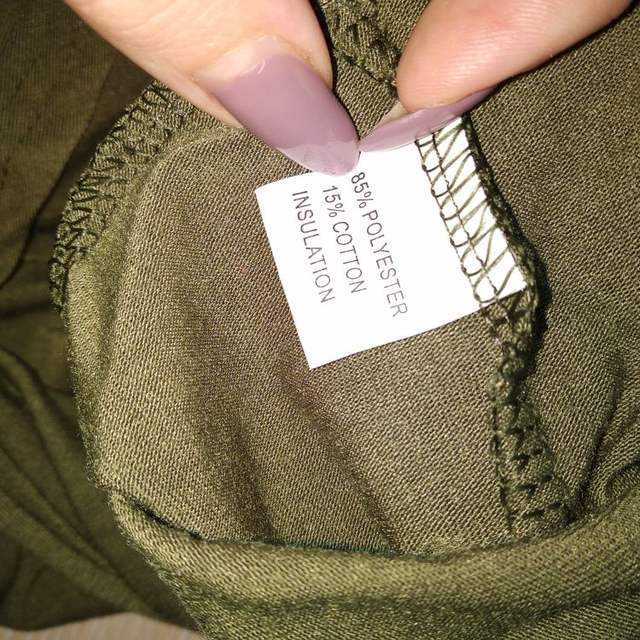 85% POLYESTER
15% COTTON
INSULATION